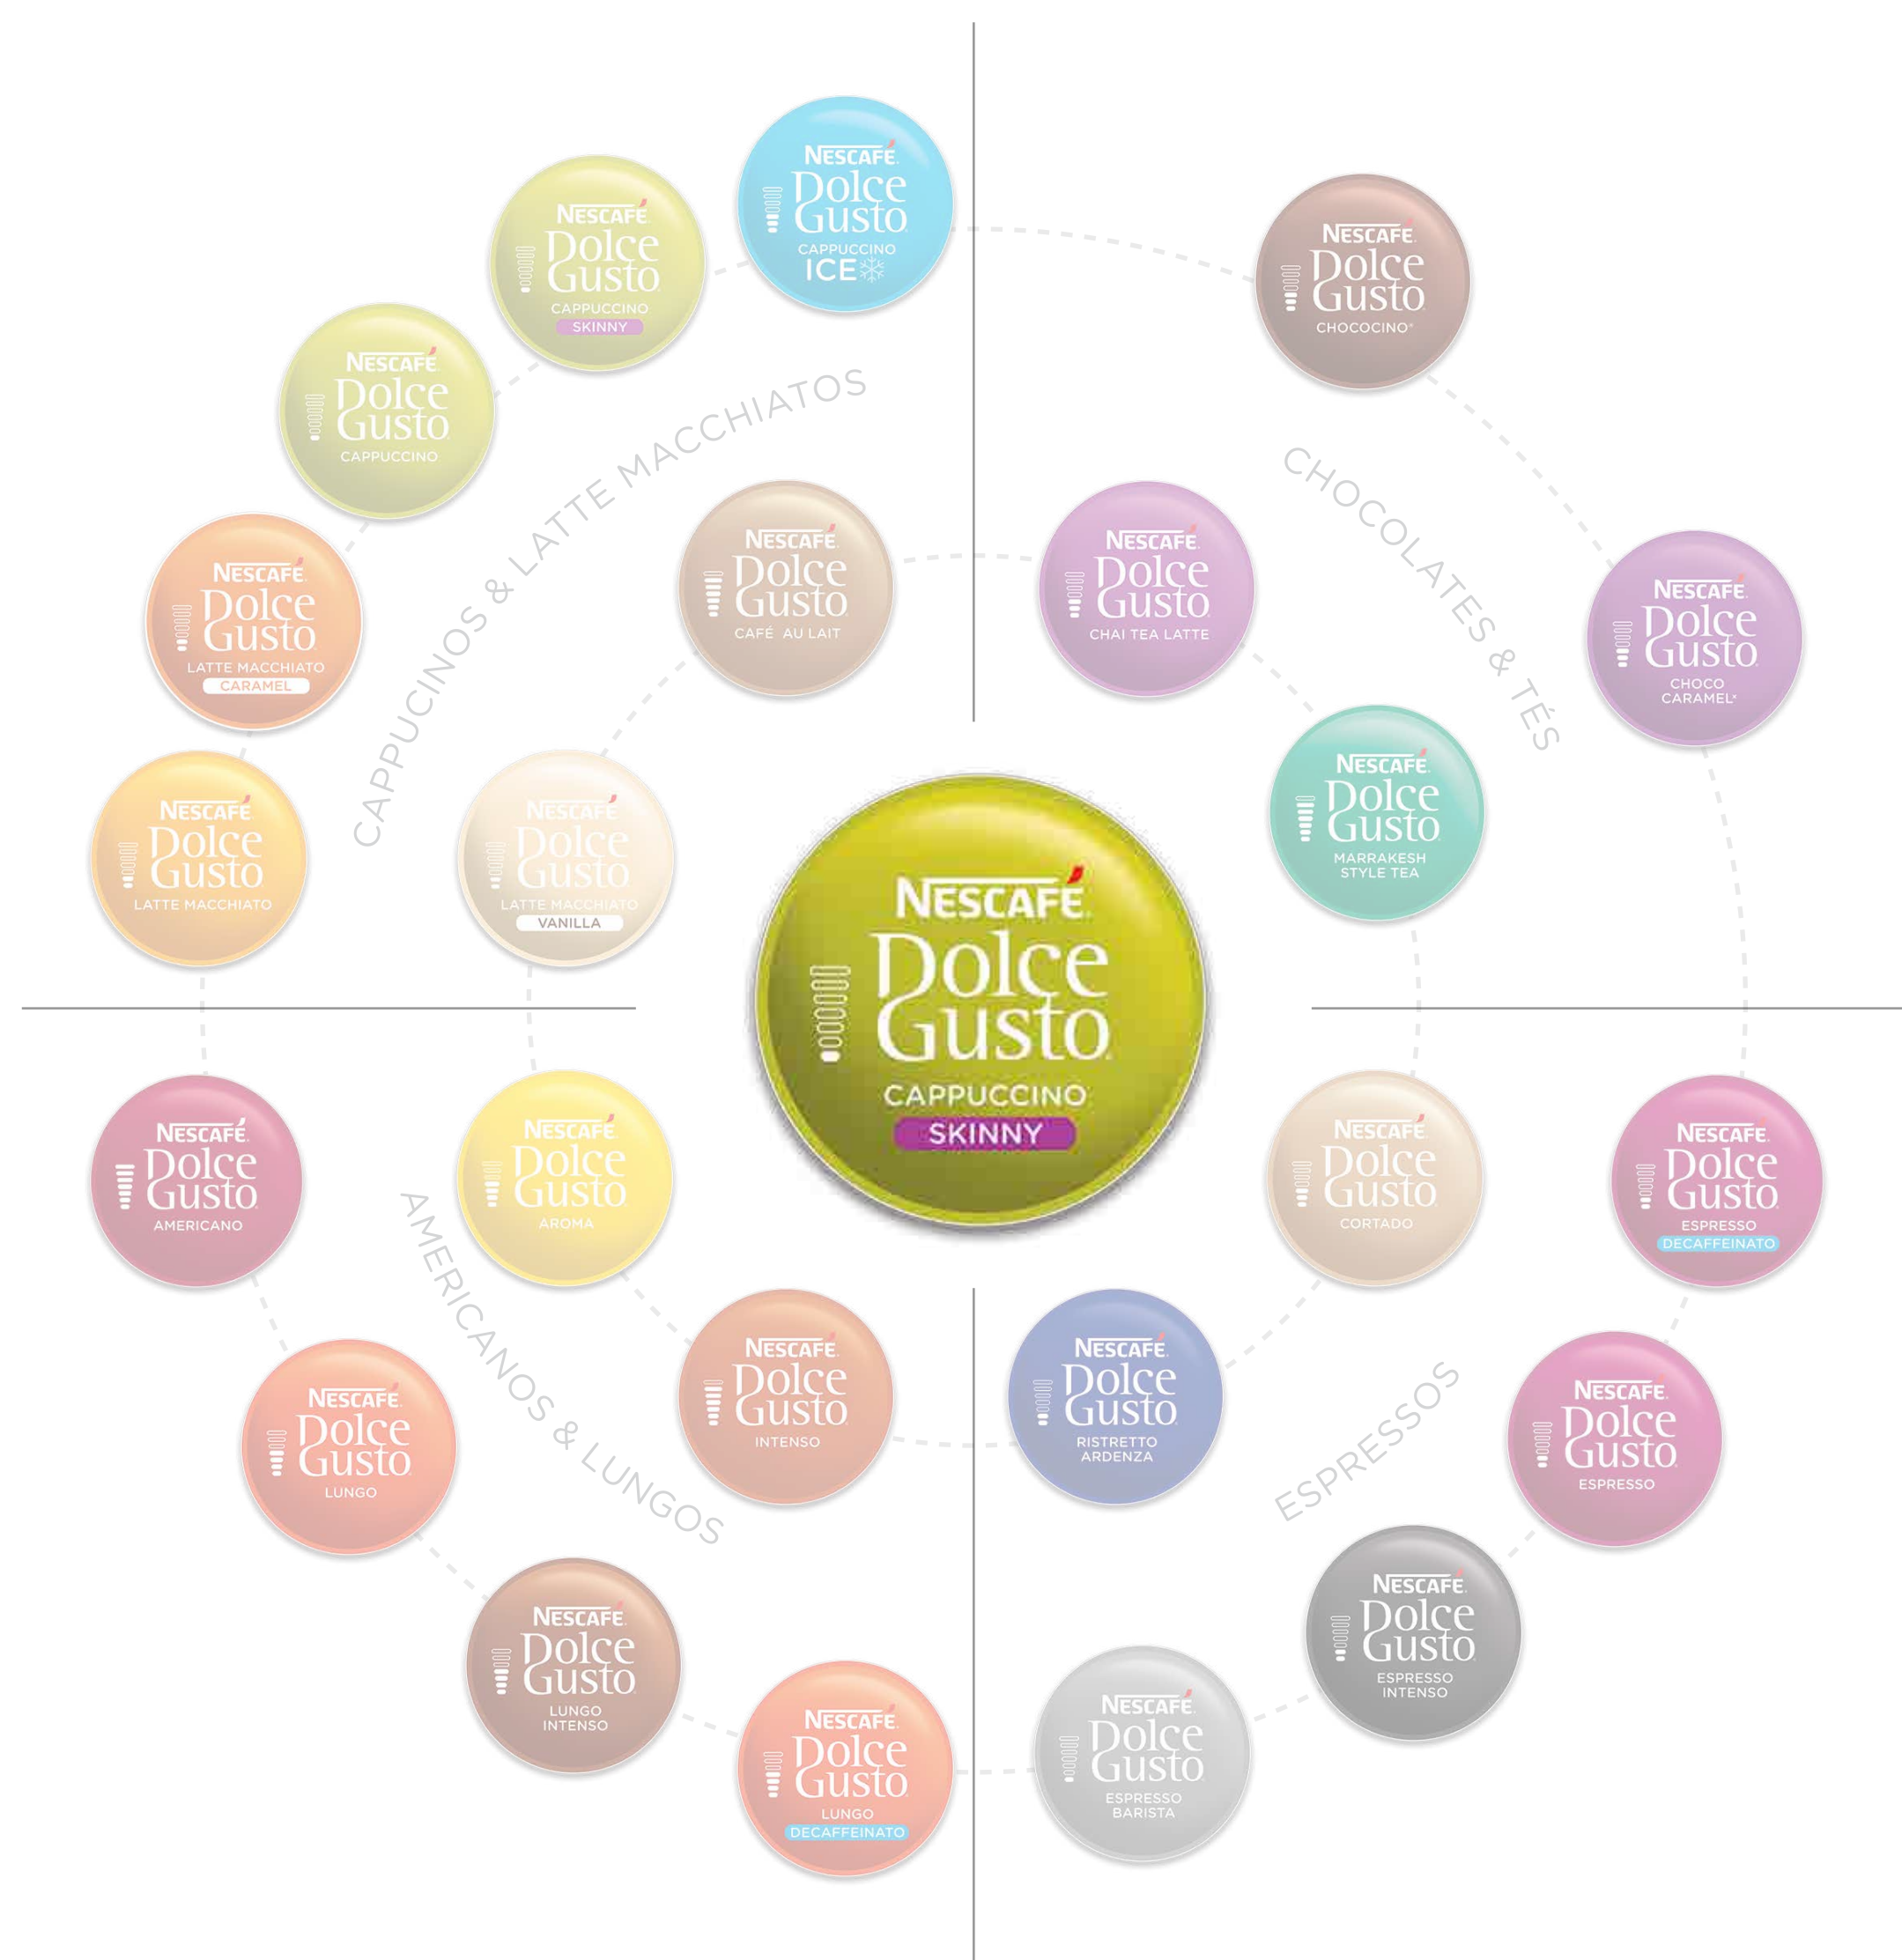 NESCAFÉ
Dolce
Gusto
CAPPUCCINO
ICE
NESCAFÉ
Dolce
Gusto
CAPPUCCINO
SKINNY
NESCAFÉ
Dolce
Gusto
CAPPUCCINO
NESCAFÉ
Dolce
Gusto
LATTE MACCHIATO
CARAMEL
NESCAFÉ
Dolce
Gusto
LATTE MACCHIATO
CAPPUCINOS & LATTE MACCHIATOS
NESCAFÉ
Dolce
Gusto
CAFÉ AU LAIT
NESCAFÉ
Dolce
Gusto
LATTE MACCHIATO
VANILLA
NESCAFÉ
Dolce
Gusto
CHOCOCINO
NESCAFÉ
Dolce
Gusto
CHOCO
CARAMEL
CHOCOLATES & TÉS
NESCAFÉ
Dolce
Gusto
CHAI TEA LATTE
NESCAFÉ
Dolce
Gusto
MARRAKESH
STYLE TEA
NESCAFÉ
Dolce
Gusto
CAPPUCCINO
SKINNY
NESCAFÉ
Dolce
Gusto
AMERICANO
NESCAFÉ
Dolce
Gusto
AROMA
NESCAFÉ
Dolce
Gusto
INTENSO
AMERICANOS & LUNGOS
NESCAFÉ
Dolce
Gusto
LUNGO
NESCAFÉ
Dolce
Gusto
LUNGO
INTENSO
NESCAFÉ
Dolce
Gusto
LUNGO
DECAFFEINATO
NESCAFÉ
Dolce
Gusto
CORTADO
NESCAFÉ
Dolce
Gusto
ESPRESSO
DECAFFEINATO
NESCAFÉ
Dolce
Gusto
RISTRETTO
ARDENZA
ESPRESSOS
NESCAFÉ
Dolce
Gusto
ESPRESSO
NESCAFÉ
Dolce
Gusto
ESPRESSO
INTENSO
NESCAFÉ
Dolce
Gusto
ESPRESSO
BARISTA